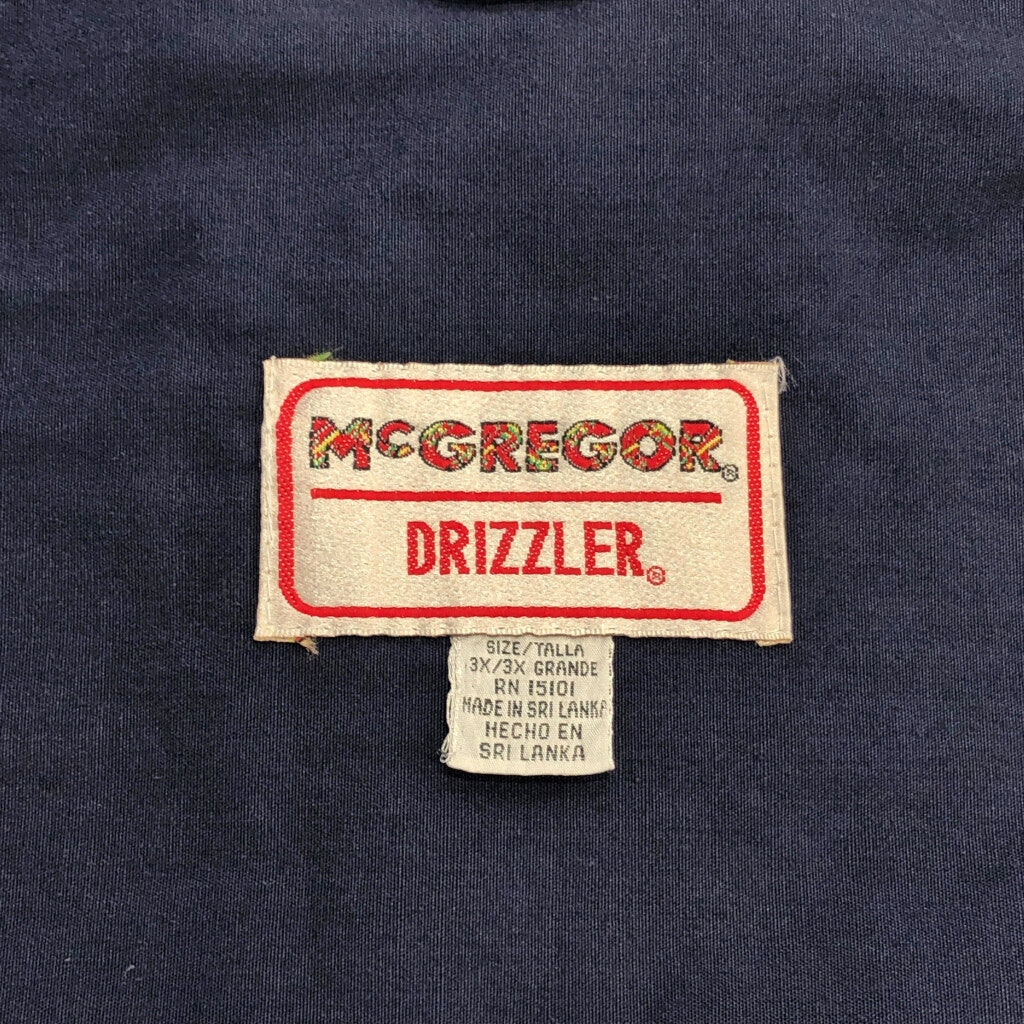 McGREGOR®
DRIZZLER®
SIZE/TALLA
3X/3X GRANDE
RN 15101
MADE IN SRI LANKA
HECHO EN
SRI LANKA